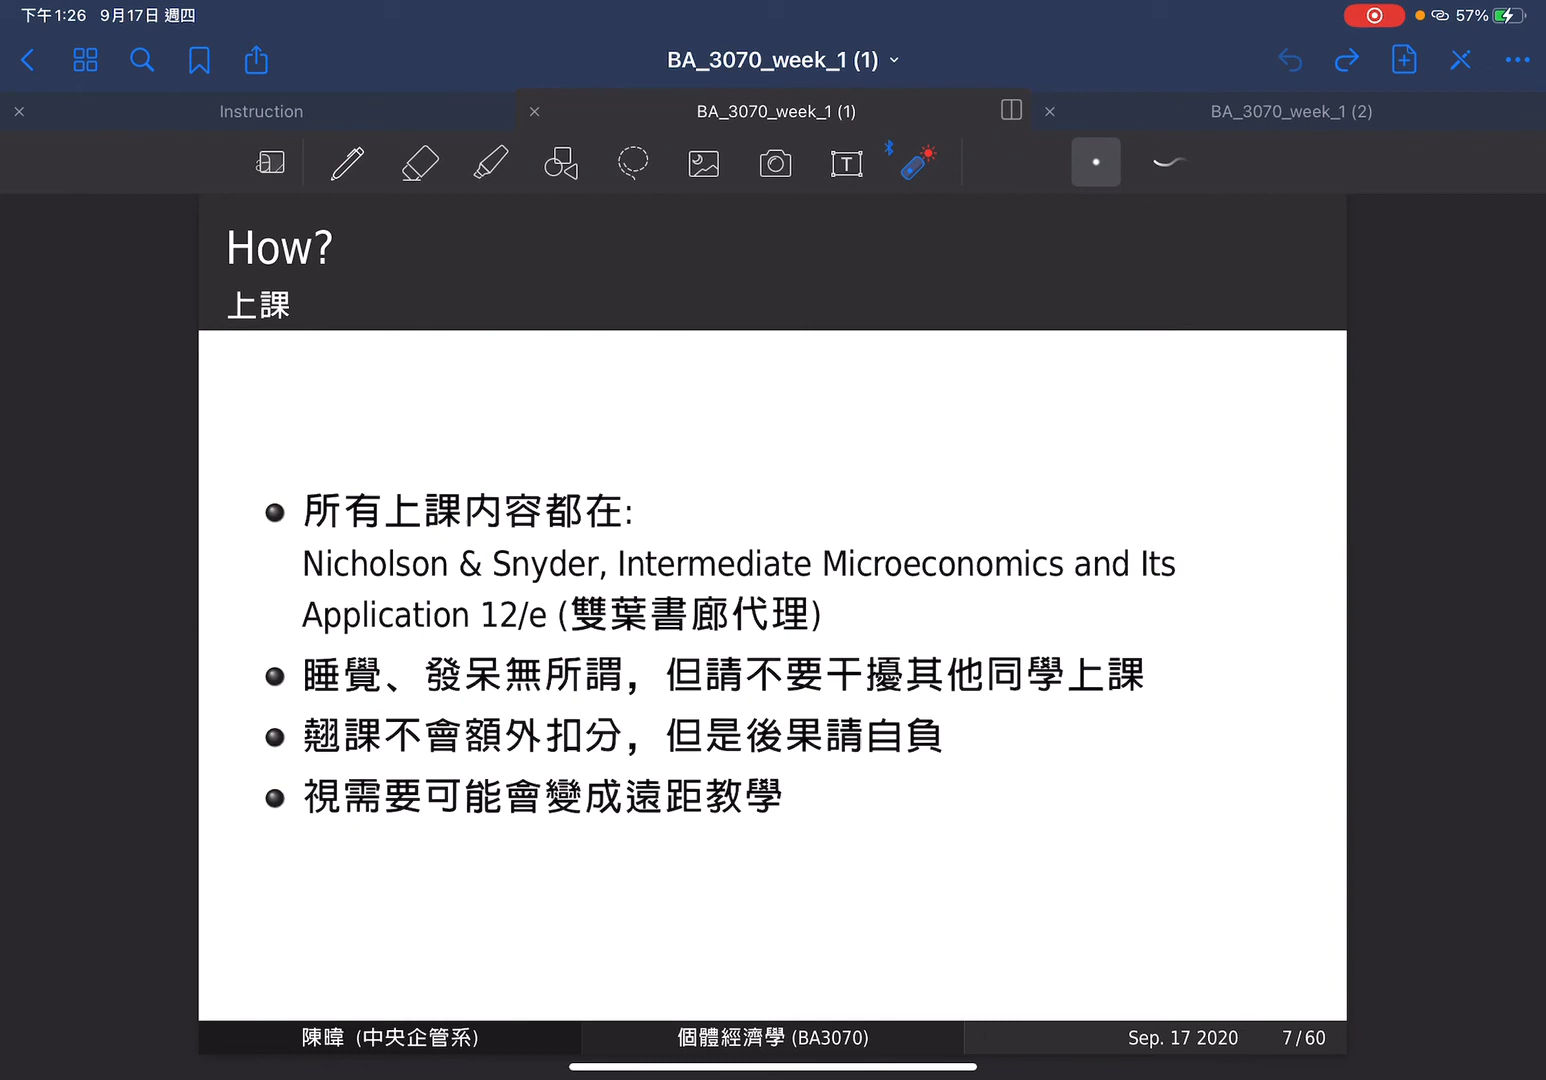 下午1:26 9月17日 週四
57%
BA_3070_week_1 (1)
Instruction
BA_3070_week_1 (1)
BA_3070_week_1 (2)
How?
上課
所有上課內容都在:
Nicholson & Snyder, Intermediate Microeconomics and Its
Application 12/e (雙葉書廊代理)
睡覺、發呆無所謂，但請不要干擾其他同學上課
翹課不會額外扣分，但是後果請自負
視需要可能會變成遠距教學
陳暐 (中央企管系)
個體經濟學 (BA3070)
Sep. 17 2020
7/60